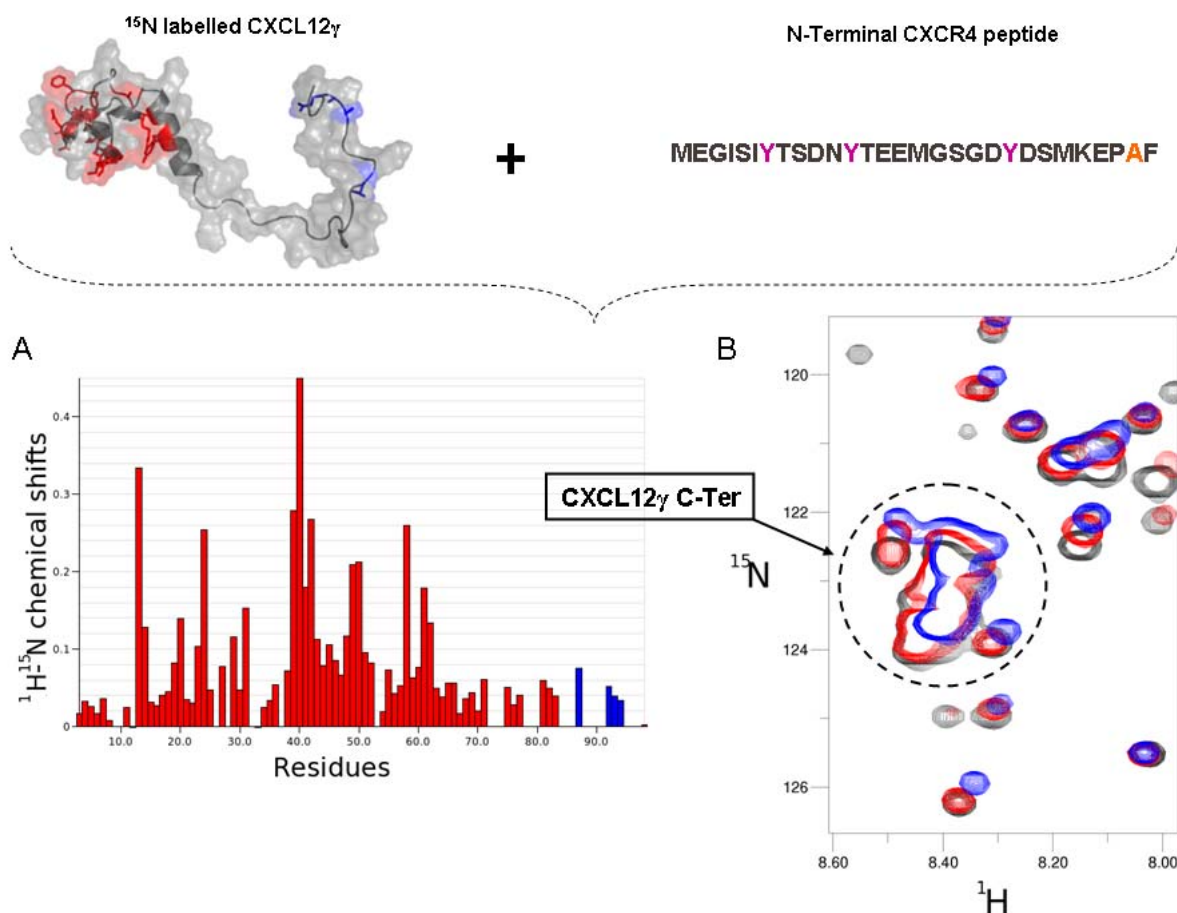 ¹⁵N labelled CXCL12γ
N-Terminal CXCR4 peptide
+
MEGISIYTSDNYTEEMGSGDYDSMKEPAF
A
B
¹H-¹⁵N chemical shifts
0.4
0.3
0.2
0.1
0
10.0 20.0 30.0 40.0 50.0 60.0 70.0 80.0 90.0
Residues
CXCL12γ C-Ter
¹⁵N
120
122
124
126
8.60 8.40 8.20 8.00
¹H